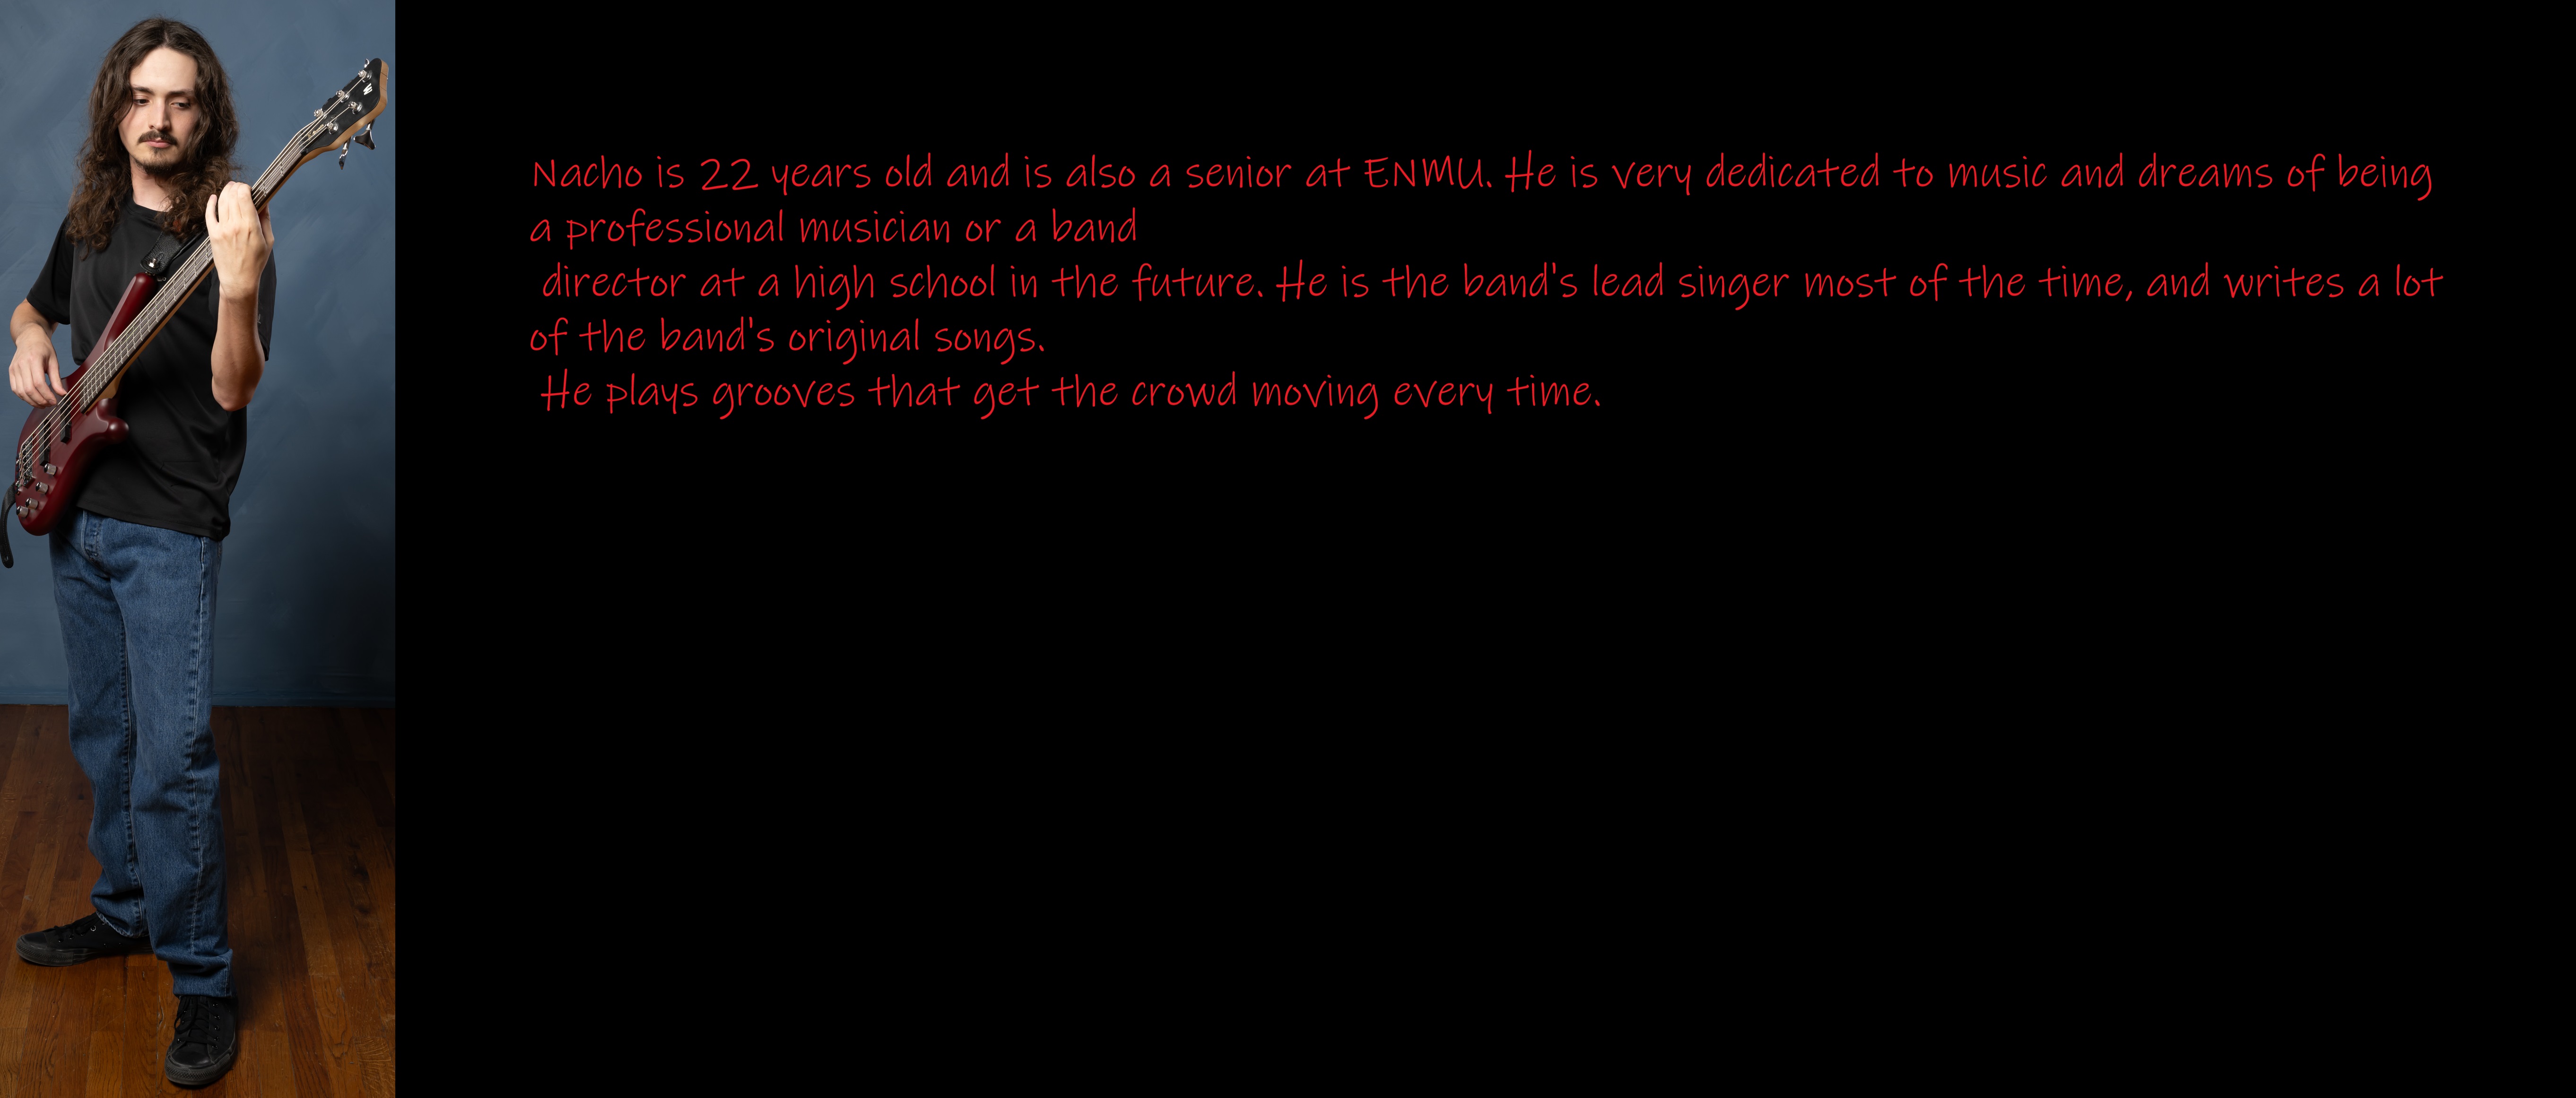 Nacho is 22 years old and is also a senior at ENMU. He is very dedicated to music and dreams of being
a professional musician or a band
director at a high school in the future. He is the band's lead singer most of the time, and writes a lot
of the band's original songs.
He plays grooves that get the crowd moving every time.